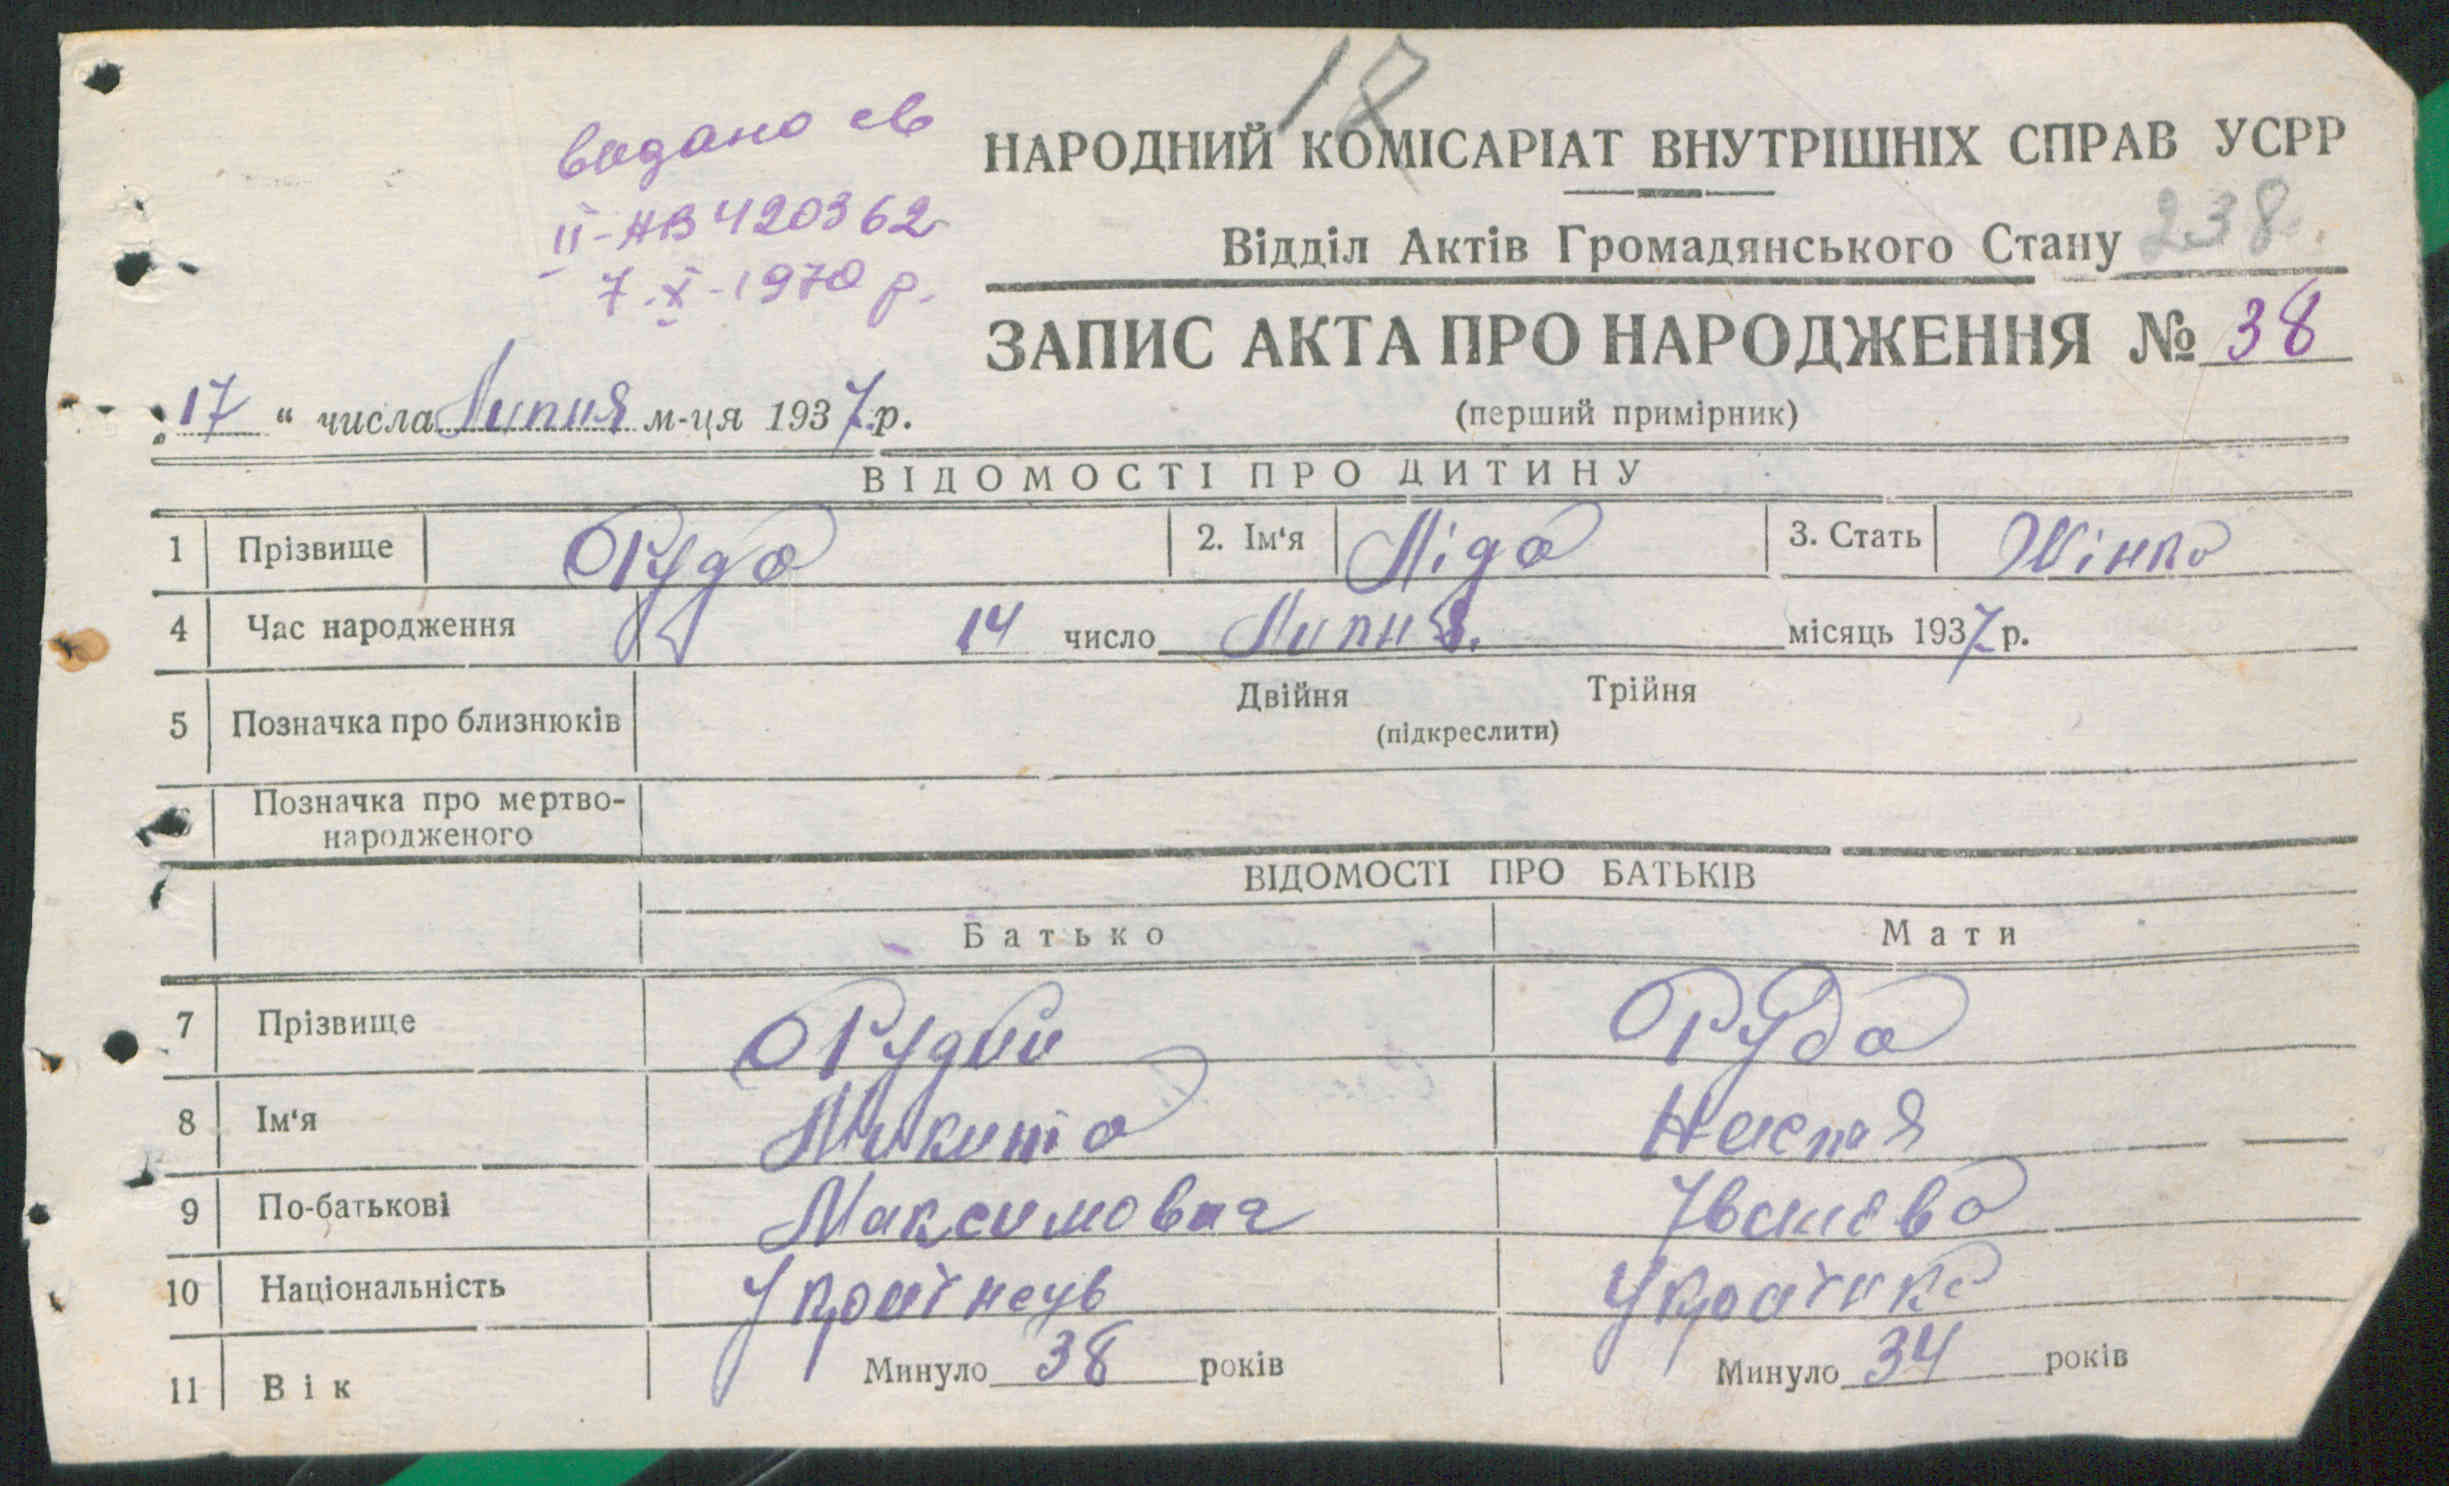 18
видано св
II-АВ 420362
7.X-1970 р.
НАРОДНИЙ КОМІСАРІАТ ВНУТРІШНІХ СПРАВ УСРР
Відділ Актів Громадянського Стану 238
ЗАПИС АКТА ПРО НАРОДЖЕННЯ № 38
(перший примірник)
17 “ числа Липня м-ця 1937 р.
ВІДОМОСТІ ПРО ДИТИНУ
1 Прізвище Руда 2. Ім‘я Ліда 3. Стать Жінка
4 Час народження 14 число Липня. місяць 1937 р.
5 Позначка про близнюків Двійня Трійня
(підкреслити)
6 Позначка про мертво-
народженого
ВІДОМОСТІ ПРО БАТЬКІВ
Батько Мати
7 Прізвище Рудий Руда
8 Ім‘я Микита Настя
9 По-батькові Максимович Іванова
10 Національність Українець Українка
11 Вік Минуло 38 років Минуло 34 років